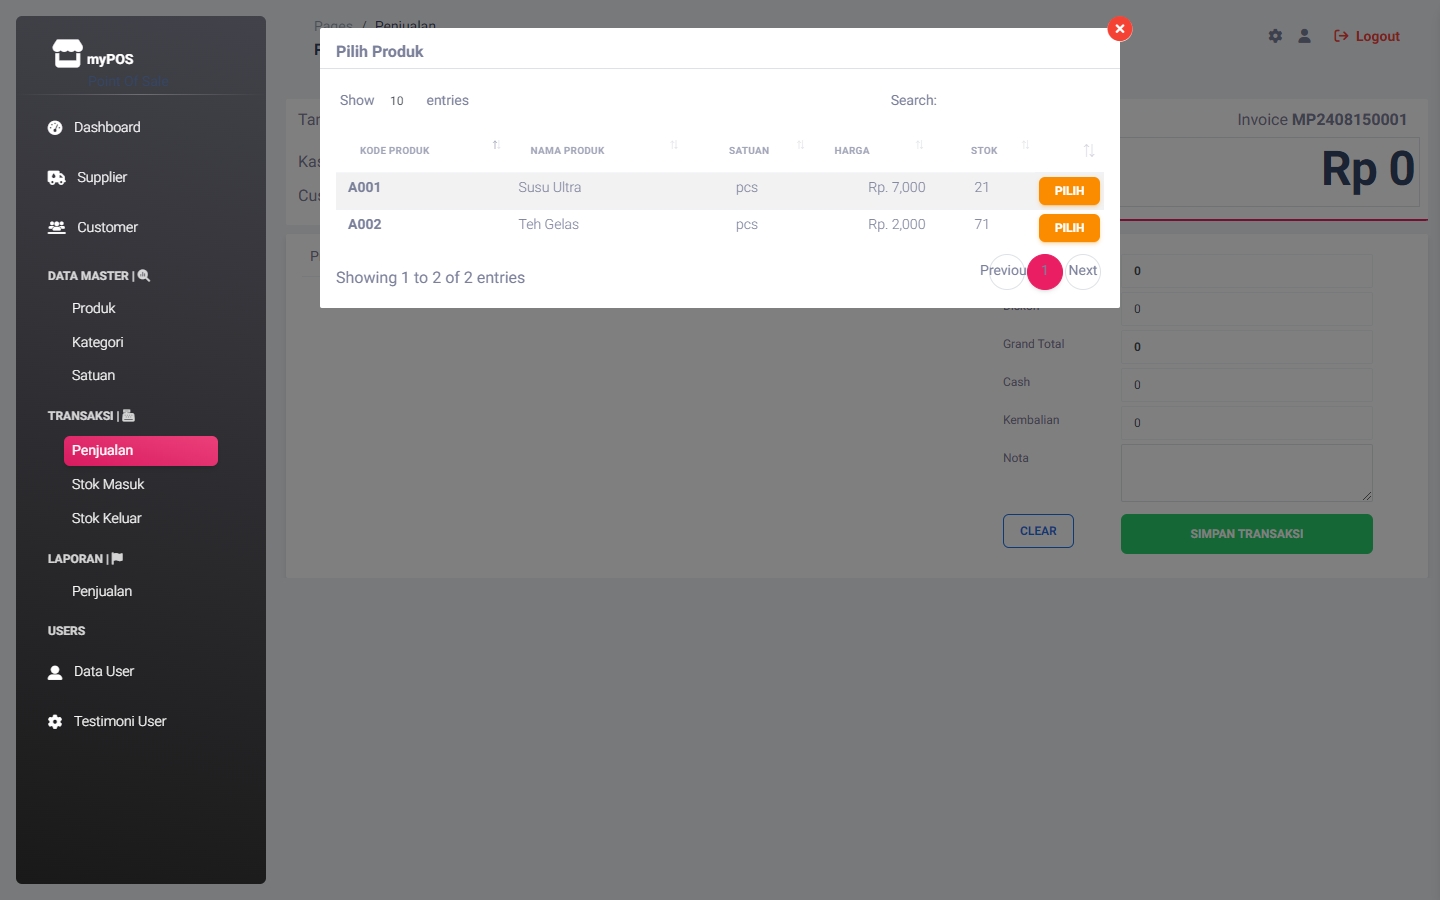 myPOS
Point Of Sale
Dashboard
Supplier
Customer
DATA MASTER |
Produk
Kategori
Satuan
TRANSAKSI |
Penjualan
Stok Masuk
Stok Keluar
LAPORAN |
Penjualan
USERS
Data User
Testimoni User
Pages / Penjualan
Logout
Invoice MP2408150001
Rp 0
Pilih Produk
Show 10 entries
Search:
KODE PRODUK NAMA PRODUK SATUAN HARGA STOK
A001 Susu Ultra pcs Rp. 7,000 21 PILIH
A002 Teh Gelas pcs Rp. 2,000 71 PILIH
Showing 1 to 2 of 2 entries
Previou 1 Next
0
Diskon 0
Grand Total 0
Cash 0
Kembalian 0
Nota
CLEAR SIMPAN TRANSAKSI